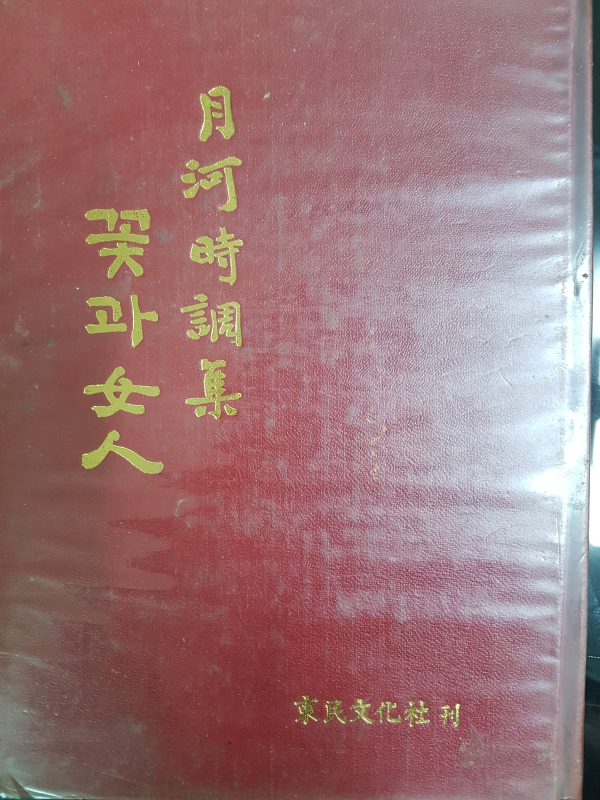 月河時調集
꽃과 女人
東民文化社刊